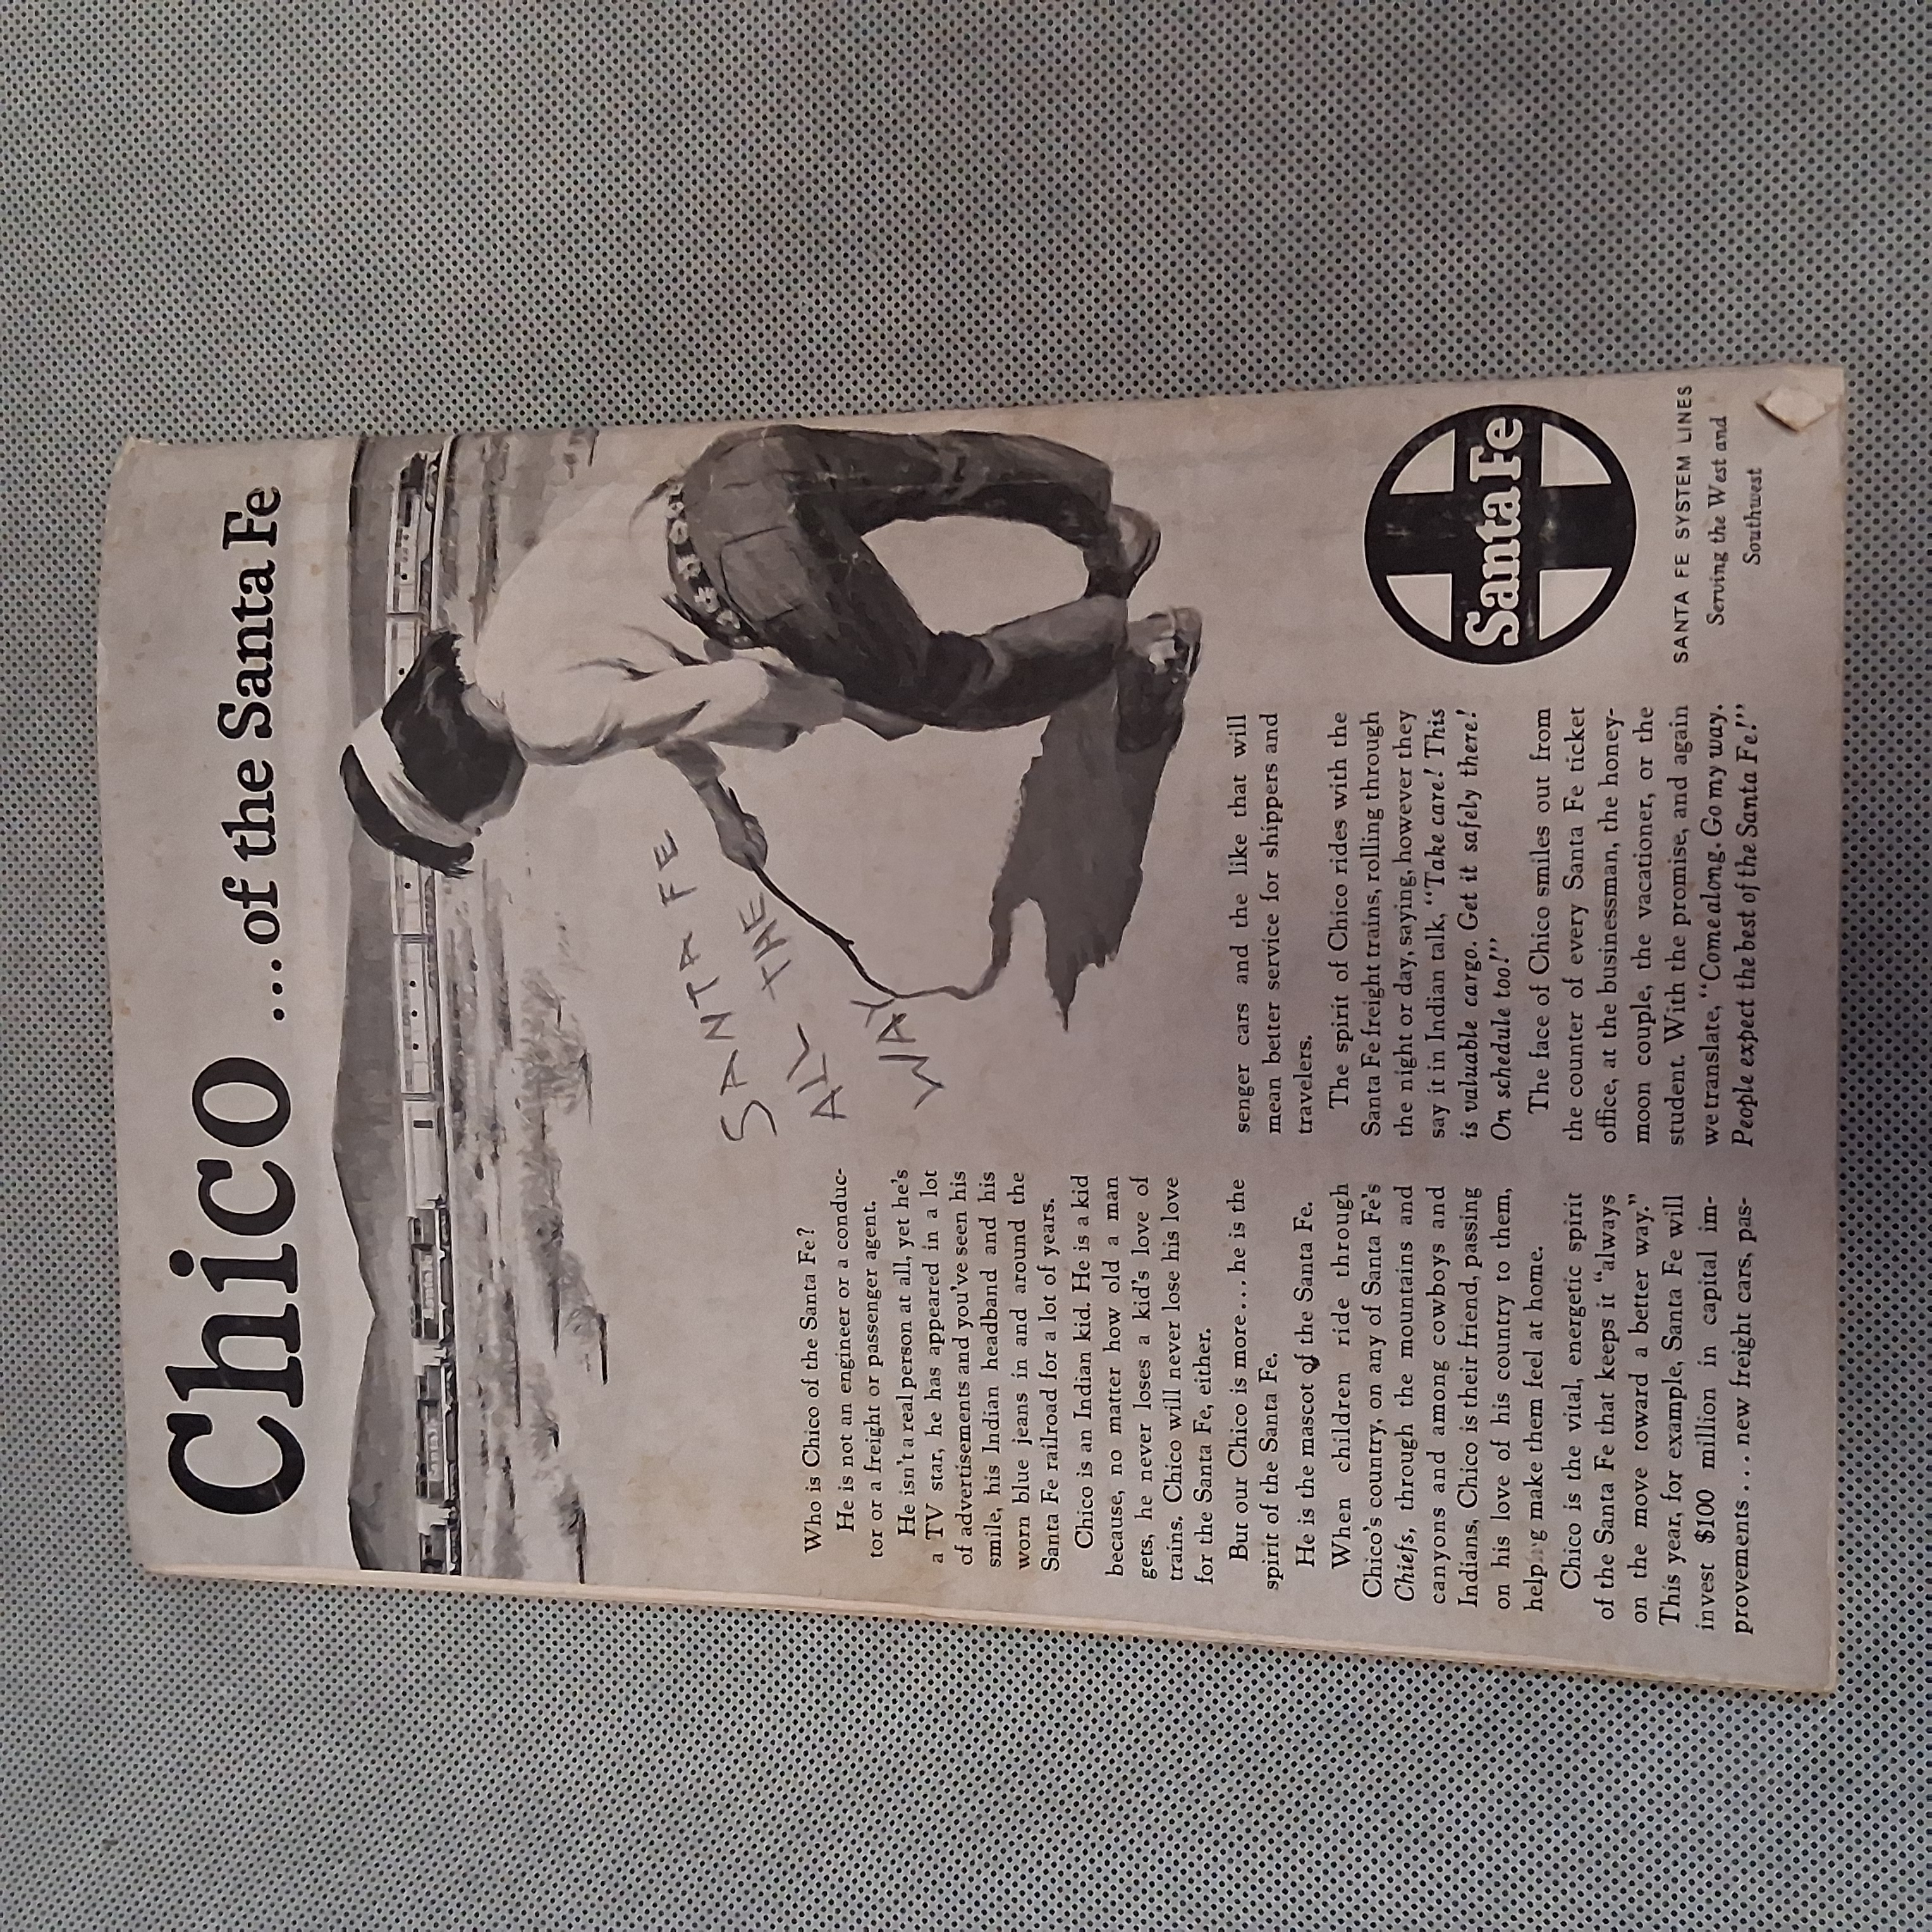 Chico
...of the Santa Fe
SANTA FE
ALL THE
WAY
Who is Chico of the Santa Fe?
He is not an engineer or a conduc-
tor or a freight or passenger agent.
He isn't a real person at all, yet he's
a TV star, he has appeared in a lot
of advertisements and you've seen his
smile, his Indian headband and his
worn blue jeans in and around the
Santa Fe railroad for a lot of years.
Chico is an Indian kid. He is a kid
because, no matter how old a man
gets, he never loses a kid's love of
trains. Chico will never lose his love
for the Santa Fe, either.
But our Chico is more...he is the
spirit of the Santa Fe.
He is the mascot of the Santa Fe.
When children ride through
Chico's country, on any of Santa Fe's
Chiefs, through the mountains and
canyons and among cowboys and
Indians, Chico is their friend, passing
on his love of his country to them,
helping make them feel at home.
Chico is the vital, energetic spirit
of the Santa Fe that keeps it “always
on the move toward a better way.”
This year, for example, Santa Fe will
invest $100 million in capital im-
provements...new freight cars, pas-
senger cars and the like that will
mean better service for shippers and
travelers.
The spirit of Chico rides with the
Santa Fe freight trains, rolling through
the night or day, saying, however they
say it in Indian talk, “Take care! This
is valuable cargo. Get it safely there!
On schedule too!”
The face of Chico smiles out from
the counter of every Santa Fe ticket
office, at the businessman, the honey-
moon couple, the vacationer, or the
student. With the promise, and again
we translate, “Come along. Go my way.
People expect the best of the Santa Fe!”
Santa Fe
SANTA FE SYSTEM LINES
Serving the West and
Southwest